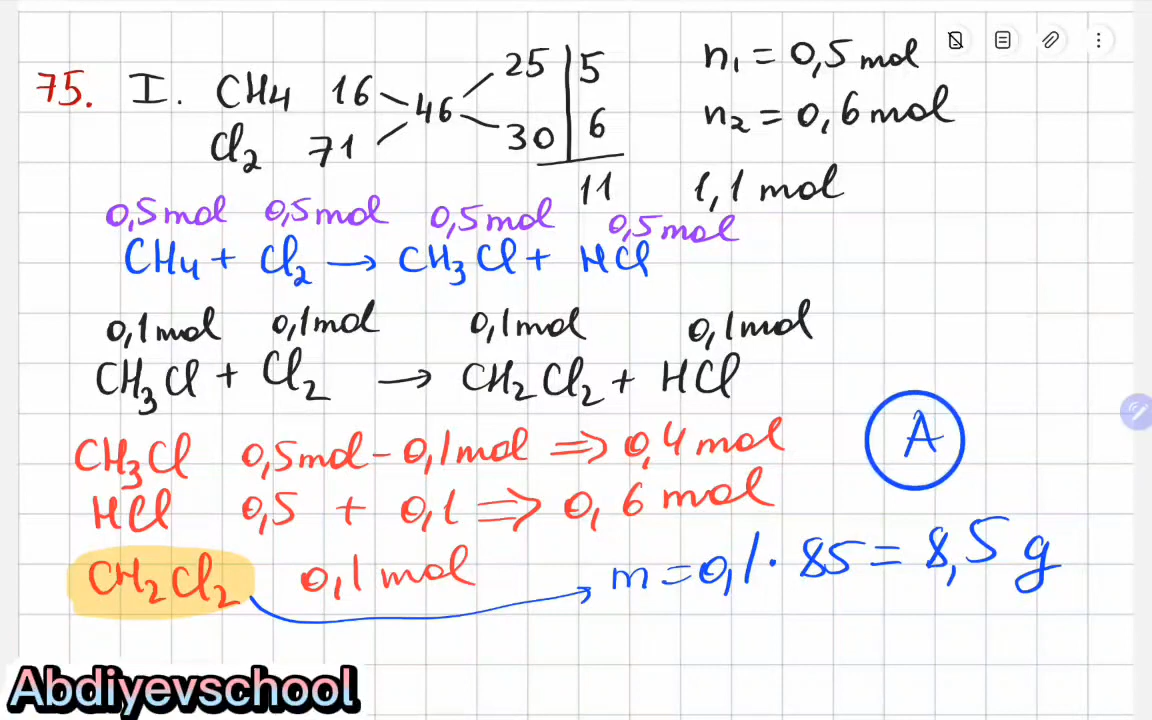 75. I. CH4 16 46 25 5 n₁ = 0,5 mol
Cl₂ 71 30 6 n₂ = 0,6 mol
11 1,1 mol
0,5 mol 0,5 mol 0,5 mol 0,5 mol
CH₄ + Cl₂ → CH₃Cl + HCl
0,1 mol 0,1 mol 0,1 mol 0,1 mol
CH₃Cl + Cl₂ → CH₂Cl₂ + HCl
A
CH₃Cl 0,5mol - 0,1mol ⇒ 0,4 mol
HCl 0,5 + 0,1 ⇒ 0,6 mol
CH₂Cl₂ 0,1 mol m = 0,1 · 85 = 8,5 g
Abdiyevschool